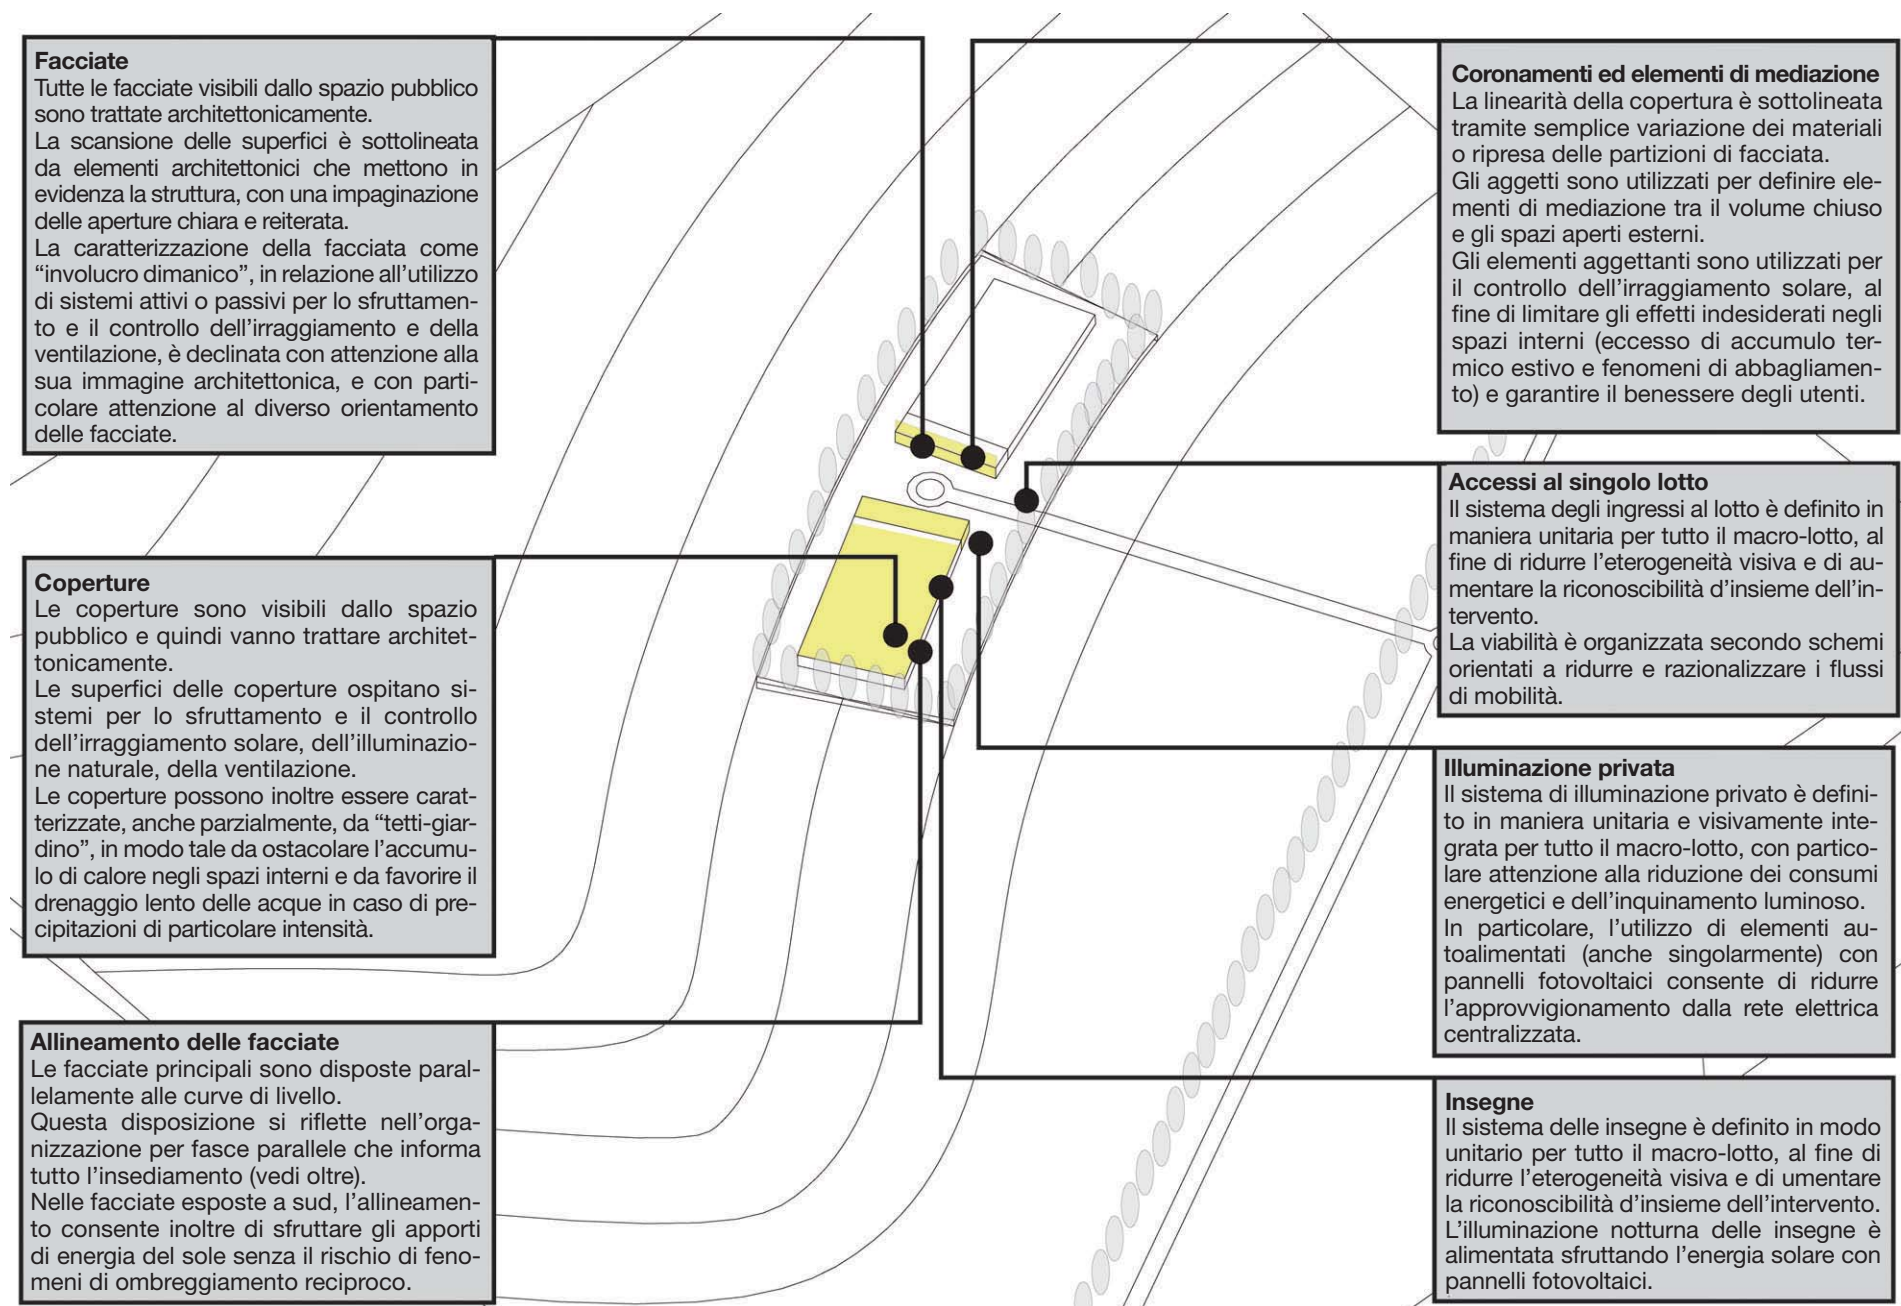 Facciate
Tutte le facciate visibili dallo spazio pubblico
sono trattate architettonicamente.
La scansione delle superfici è sottolineata
da elementi architettonici che mettono in
evidenza la struttura, con una impaginazione
delle aperture chiara e reiterata.
La caratterizzazione della facciata come
“involucro dimanico”, in relazione all’utilizzo
di sistemi attivi o passivi per lo sfruttamen-
to e il controllo dell’irraggiamento e della
ventilazione, è declinata con attenzione alla
sua immagine architettonica, e con parti-
colare attenzione al diverso orientamento
delle facciate.
Coperture
Le coperture sono visibili dallo spazio
pubblico e quindi vanno trattare architet-
tonicamente.
Le superfici delle coperture ospitano si-
stemi per lo sfruttamento e il controllo
dell’irraggiamento solare, dell’illuminazio-
ne naturale, della ventilazione.
Le coperture possono inoltre essere carat-
terizzate, anche parzialmente, da “tetti-giar-
dino”, in modo tale da ostacolare l’accumu-
lo di calore negli spazi interni e da favorire il
drenaggio lento delle acque in caso di pre-
cipitazioni di particolare intensità.
Allineamento delle facciate
Le facciate principali sono disposte paral-
lelamente alle curve di livello.
Questa disposizione si riflette nell’orga-
nizzazione per fasce parallele che informa
tutto l’insediamento (vedi oltre).
Nelle facciate esposte a sud, l’allineamen-
to consente inoltre di sfruttare gli apporti
di energia del sole senza il rischio di feno-
meni di ombreggiamento reciproco.
Coronamenti ed elementi di mediazione
La linearità della copertura è sottolineata
tramite semplice variazione dei materiali
o ripresa delle partizioni di facciata.
Gli aggetti sono utilizzati per definire ele-
menti di mediazione tra il volume chiuso
e gli spazi aperti esterni.
Gli elementi aggettanti sono utilizzati per
il controllo dell’irraggiamento solare, al
fine di limitare gli effetti indesiderati negli
spazi interni (eccesso di accumulo ter-
mico estivo e fenomeni di abbagliamen-
to) e garantire il benessere degli utenti.
Accessi al singolo lotto
Il sistema degli ingressi al lotto è definito in
maniera unitaria per tutto il macro-lotto, al
fine di ridurre l’eterogeneità visiva e di au-
mentare la riconoscibilità d’insieme dell’in-
tervento.
La viabilità è organizzata secondo schemi
orientati a ridurre e razionalizzare i flussi
di mobilità.
Illuminazione privata
Il sistema di illuminazione privato è defini-
to in maniera unitaria e visivamente inte-
grata per tutto il macro-lotto, con partico-
lare attenzione alla riduzione dei consumi
energetici e dell’inquinamento luminoso.
In particolare, l’utilizzo di elementi au-
toalimentati (anche singolarmente) con
pannelli fotovoltaici consente di ridurre
l’approvvigionamento dalla rete elettrica
centralizzata.
Insegne
Il sistema delle insegne è definito in modo
unitario per tutto il macro-lotto, al fine di
ridurre l’eterogeneità visiva e di umentare
la riconoscibilità d’insieme dell’intervento.
L’illuminazione notturna delle insegne è
alimentata sfruttando l’energia solare con
pannelli fotovoltaici.